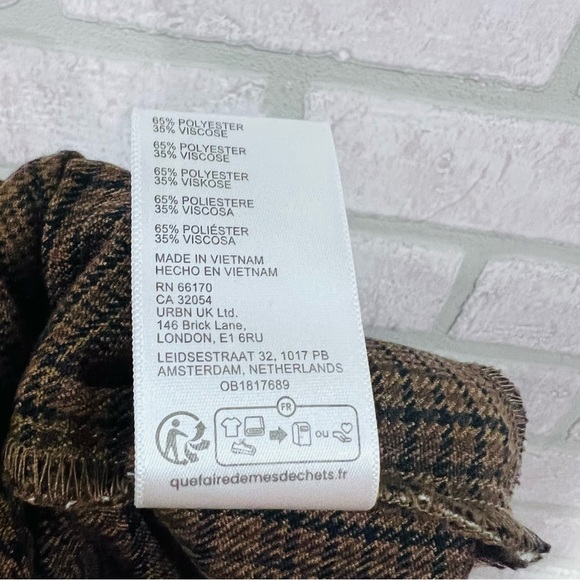 65% POLYESTER
35% VISCOSE
65% POLYESTER
35% VISCOSE
65% POLYESTER
35% VISKOSE
65% POLIESTERE
35% VISCOSA
65% POLIÉSTER
35% VISCOSA
MADE IN VIETNAM
HECHO EN VIETNAM
RN 66170
CA 32054
URBN UK Ltd.
146 Brick Lane,
LONDON, E1 6RU
LEIDSESTRAAT 32, 1017 PB
AMSTERDAM, NETHERLANDS
OB1817689
FR
ou
quefairedemesdechets.fr